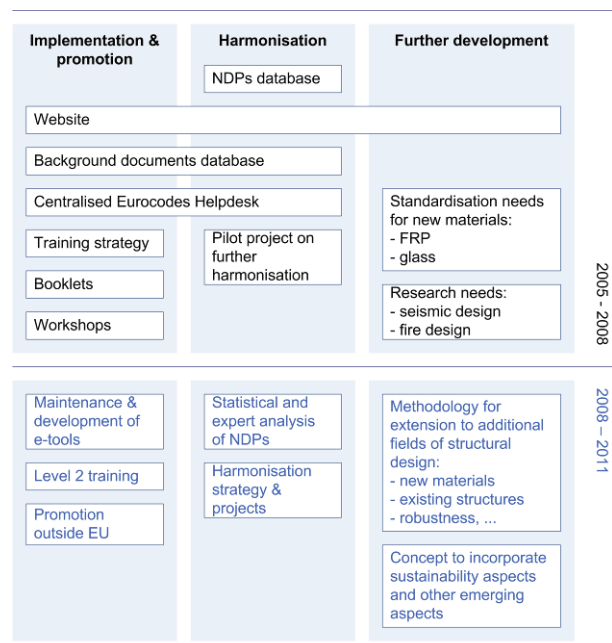 Implementation &
promotion
Harmonisation
Further development
NDPs database
Website
Background documents database
Centralised Eurocodes Helpdesk
Training strategy
Booklets
Workshops
Pilot project on
further
harmonisation
Standardisation needs
for new materials:
- FRP
- glass
Research needs:
- seismic design
- fire design
2005 - 2008
Maintenance &
development of
e-tools
Level 2 training
Promotion
outside EU
Statistical and
expert analysis
of NDPs
Harmonisation
strategy &
projects
Methodology for
extension to additional
fields of structural
design:
- new materials
- existing structures
- robustness, ...
Concept to incorporate
sustainability aspects
and other emerging
aspects
2008 – 2011